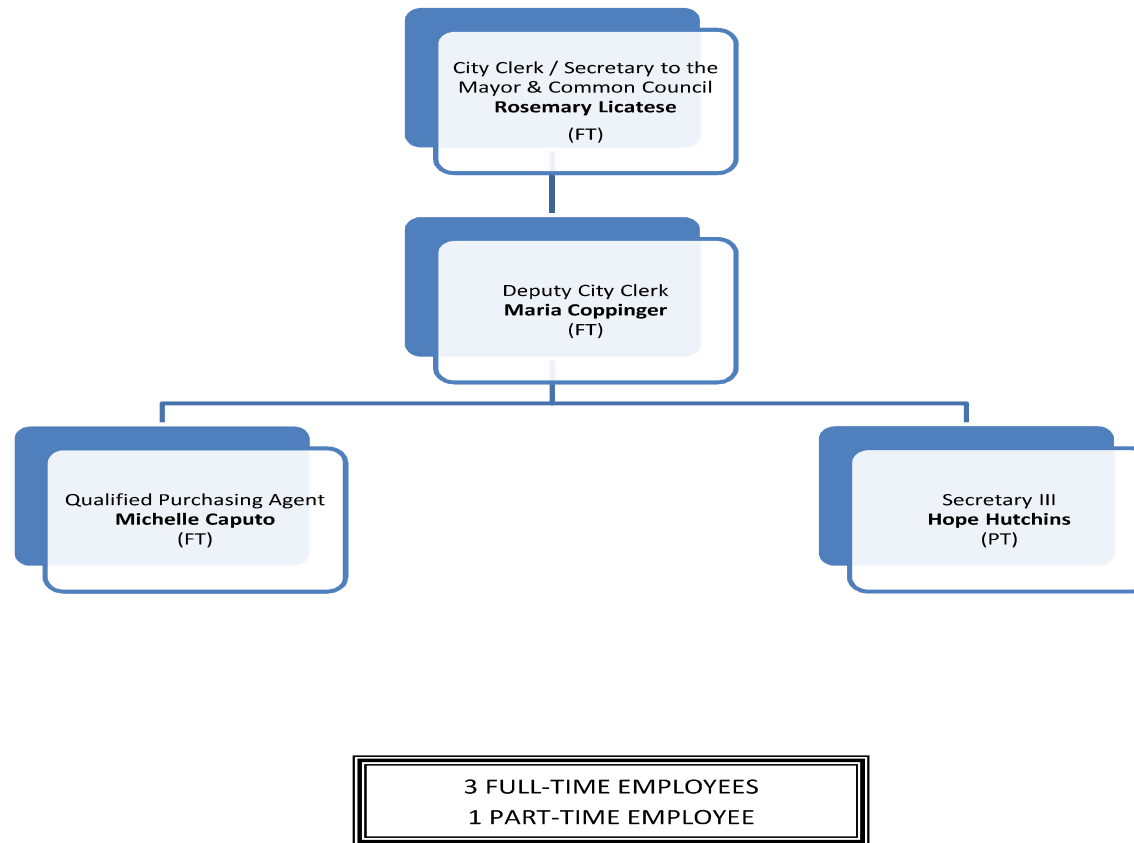 City Clerk / Secretary to the
Mayor & Common Council
Rosemary Licatese
(FT)
Deputy City Clerk
Maria Coppinger
(FT)
Qualified Purchasing Agent
Michelle Caputo
(FT)
Secretary III
Hope Hutchins
(PT)
3 FULL-TIME EMPLOYEES
1 PART-TIME EMPLOYEE